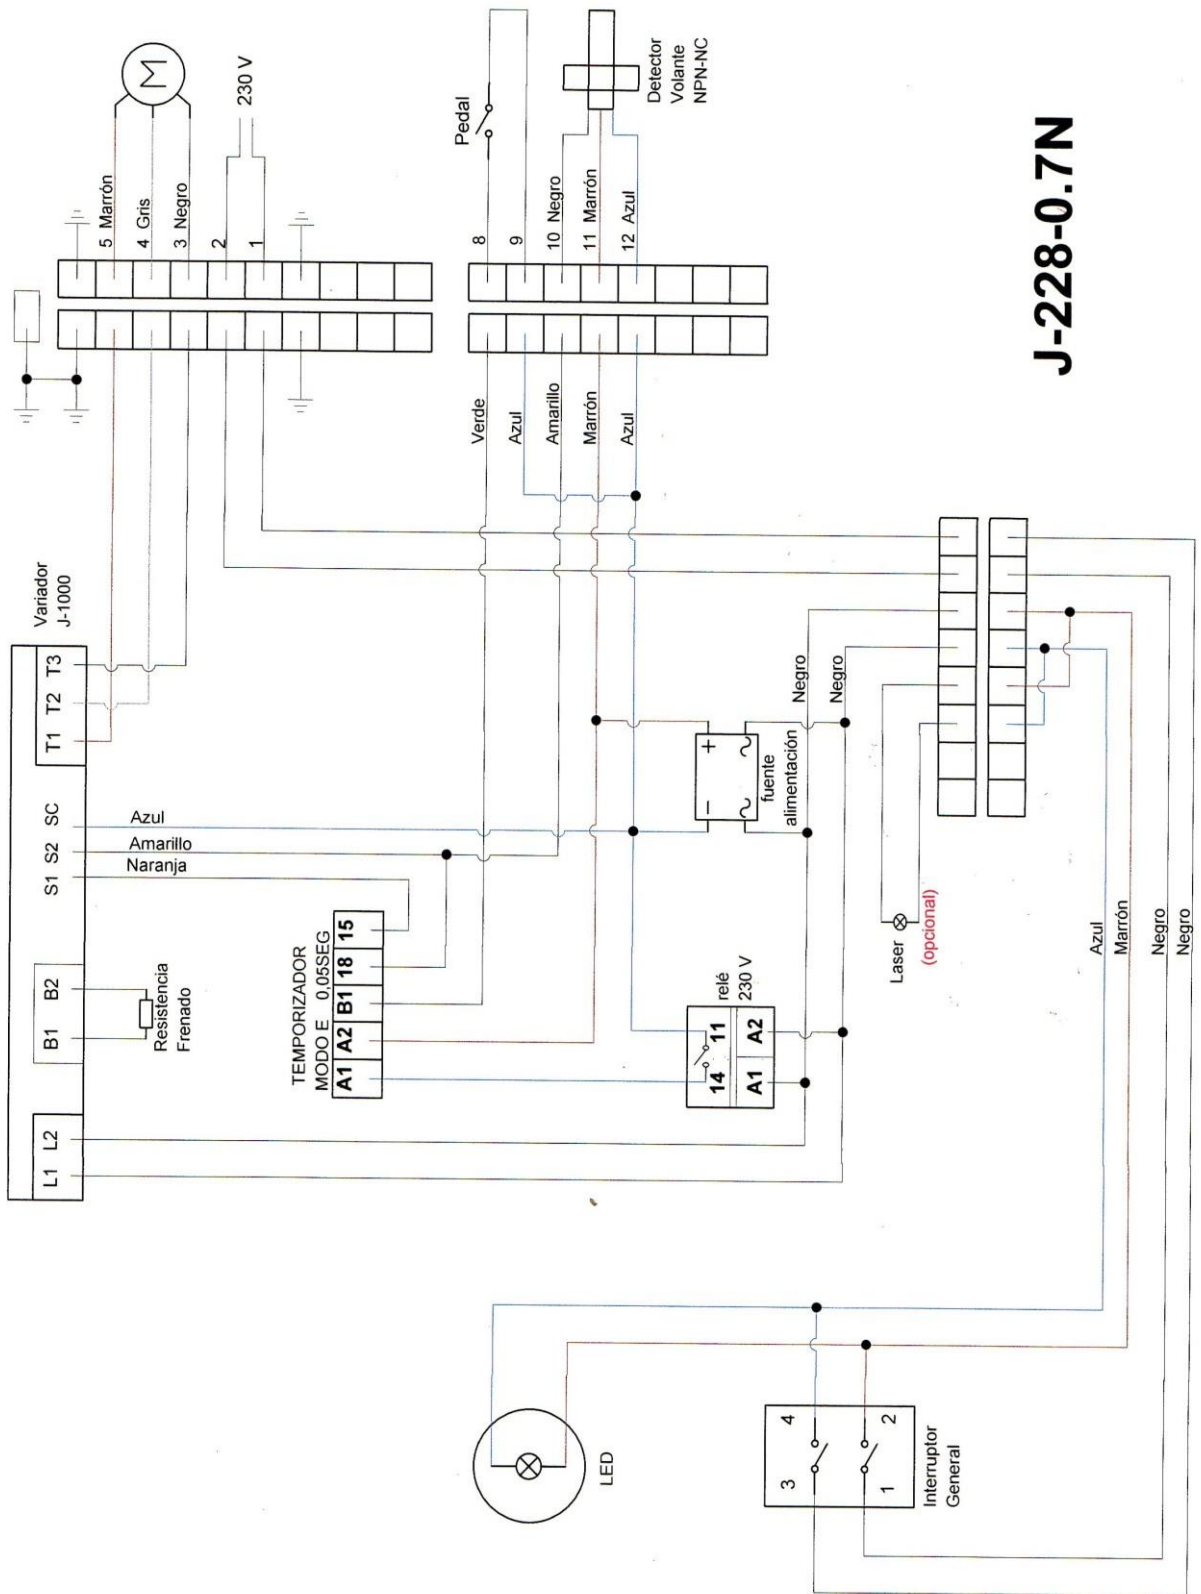 J-228-0.7N
M
5 Marrón
4 Gris
3 Negro
2
1
230 V
Pedal
8
9
10 Negro
11 Marrón
12 Azul
Detector
Volante
NPN-NC
Verde
Azul
Amarillo
Marrón
Azul
Variador
J-1000
L1 L2
B1 B2
S1 S2 SC
T1 T2 T3
Resistencia
Frenado
Azul
Amarillo
Naranja
TEMPORIZADOR
MODO E 0,05SEG
A1 A2 B1 18 15
14 11
A1 A2
relé
230 V
+
−
fuente
alimentación
Negro
Negro
Laser
(opcional)
Azul
Marrón
Negro
Negro
LED
3 4
1 2
Interruptor
General